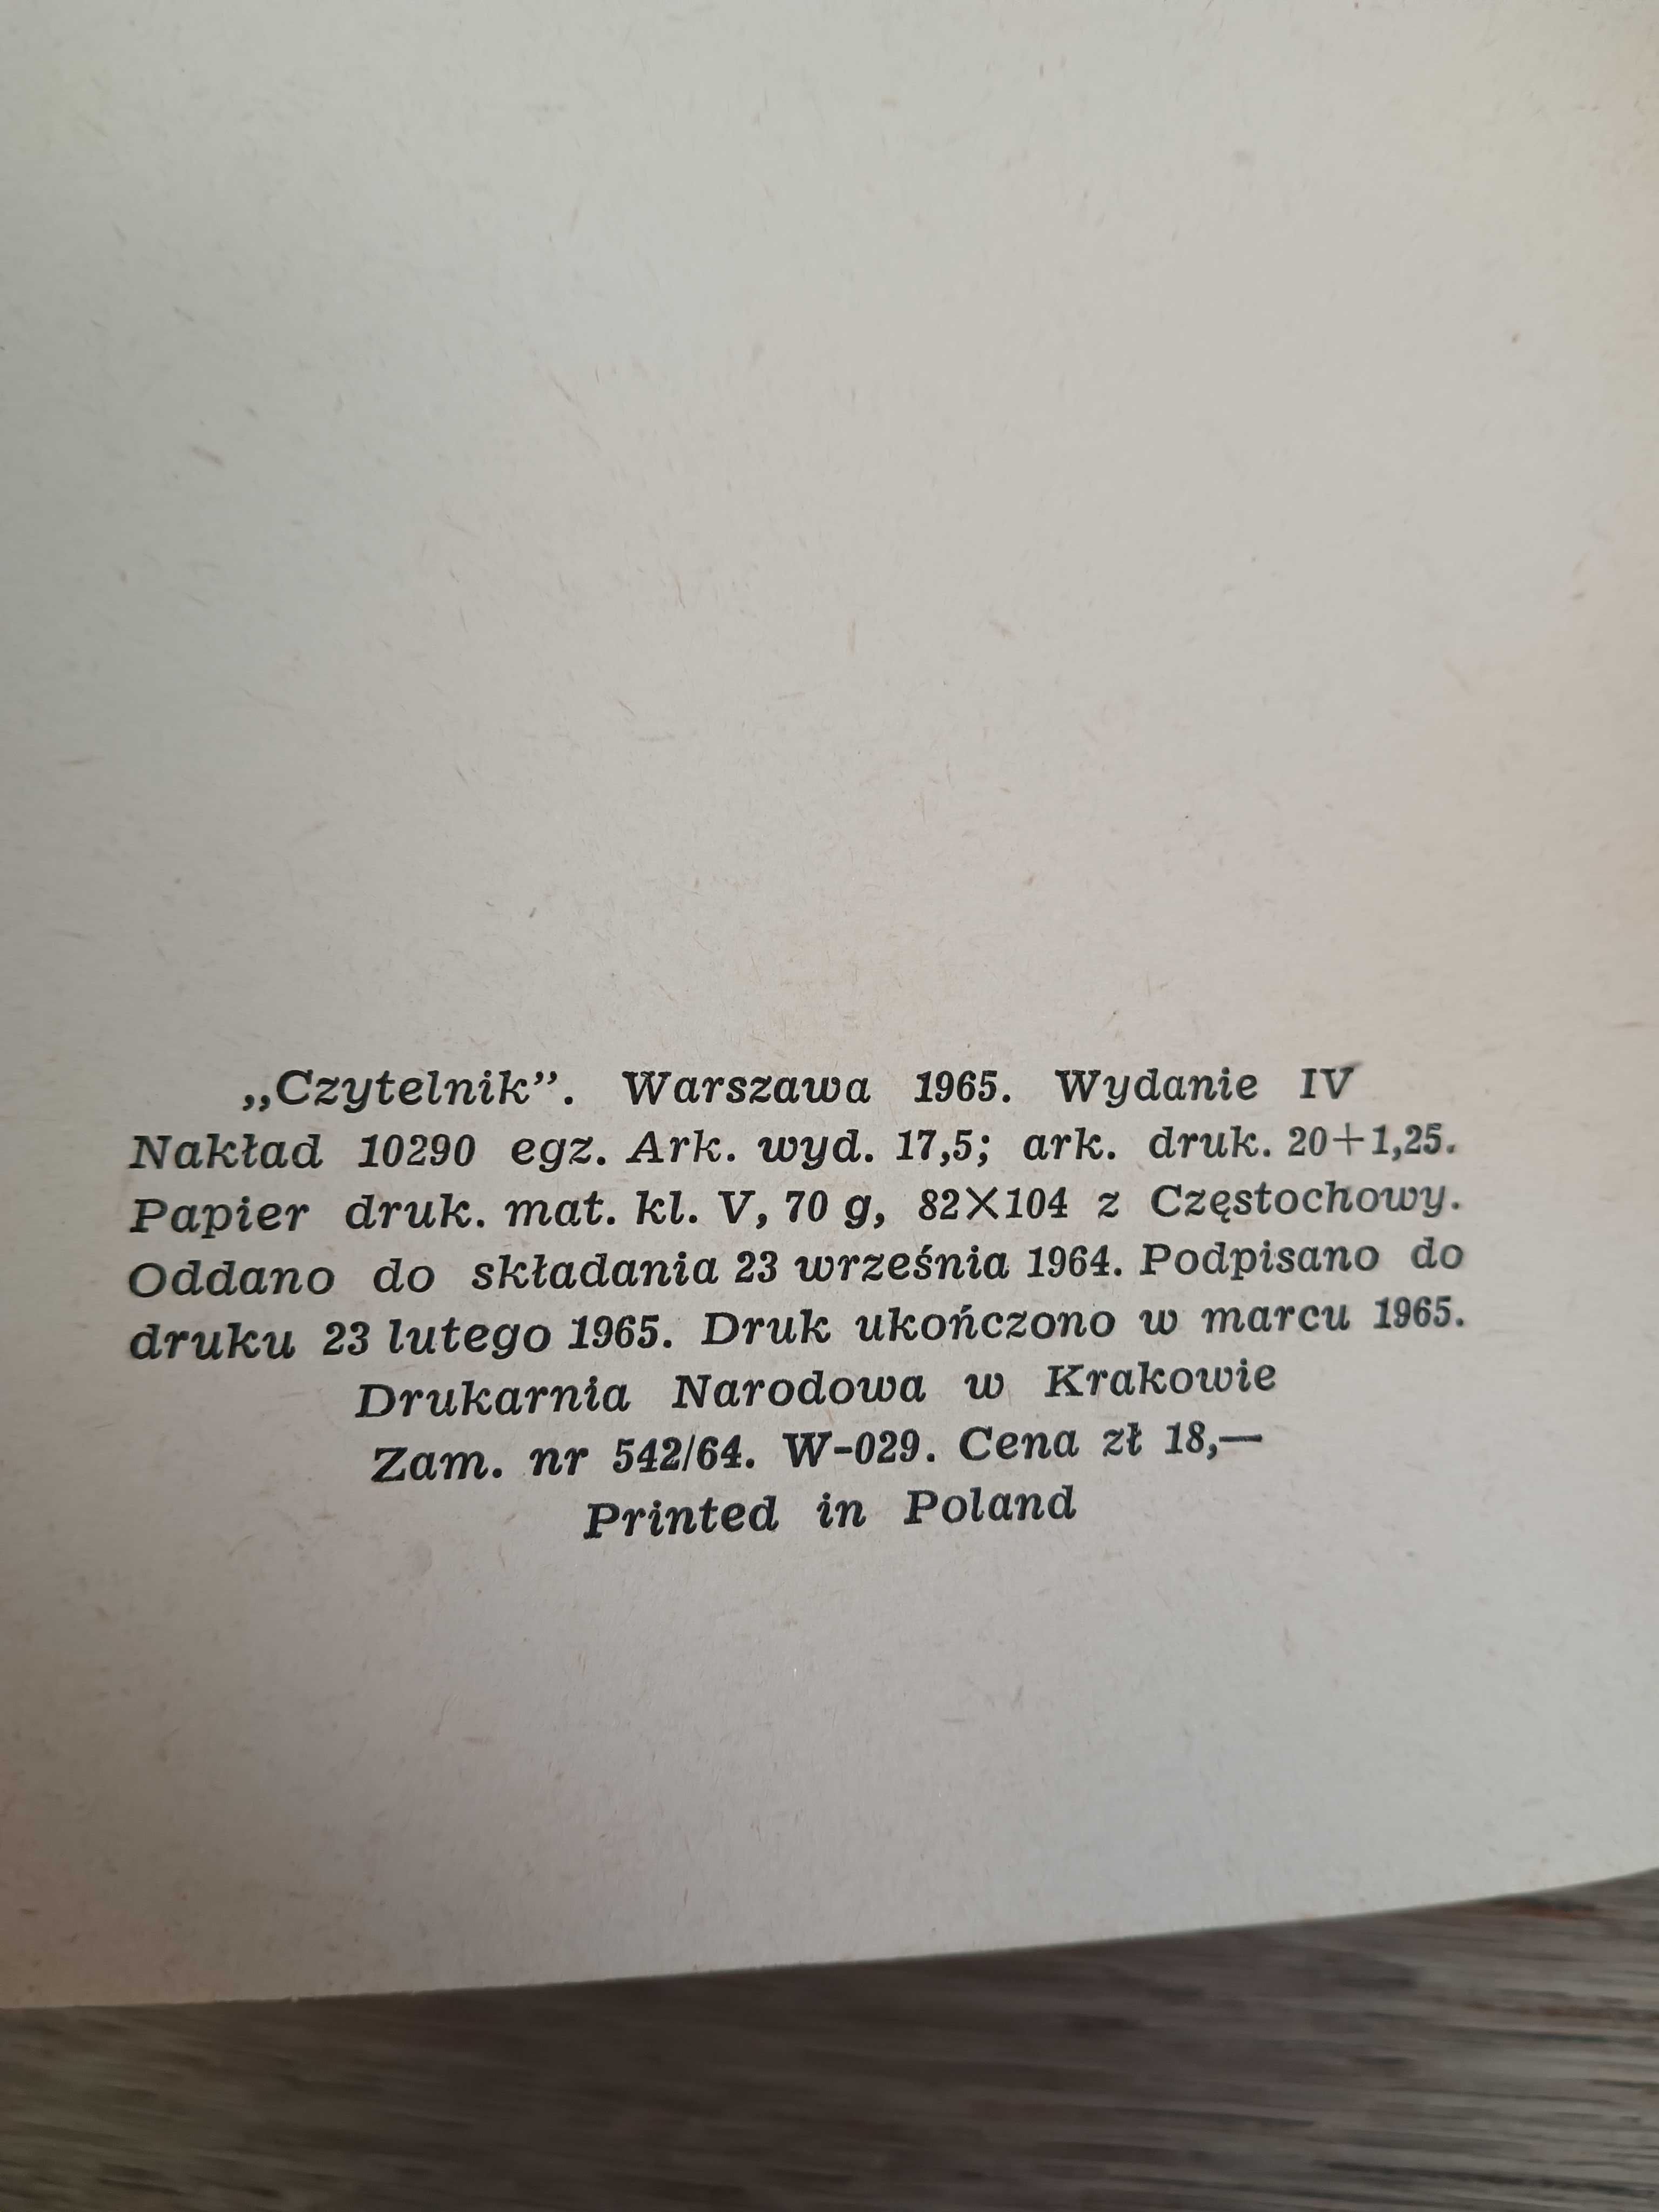 „Czytelnik”. Warszawa 1965. Wydanie IV
Nakład 10290 egz. Ark. wyd. 17,5; ark. druk. 20+1,25.
Papier druk. mat. kl. V, 70 g, 82×104 z Częstochowy.
Oddano do składania 23 września 1964. Podpisano do
druku 23 lutego 1965. Druk ukończono w marcu 1965.
Drukarnia Narodowa w Krakowie
Zam. nr 542/64. W-029. Cena zł 18,—
Printed in Poland